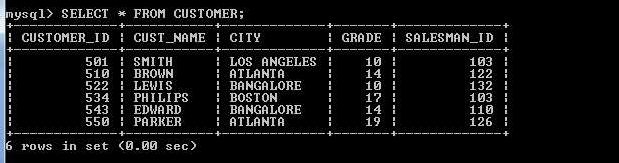 mysql> SELECT * FROM CUSTOMER;
+-------------+-----------+-------------+-------+-------------+
| CUSTOMER_ID | CUST_NAME | CITY        | GRADE | SALESMAN_ID |
+-------------+-----------+-------------+-------+-------------+
|         501 | SMITH     | LOS ANGELES |    10 |         103 |
|         510 | BROWN     | ATLANTA     |    14 |         122 |
|         522 | LEWIS     | BANGALORE   |    10 |         132 |
|         534 | PHILIPS   | BOSTON      |    17 |         103 |
|         543 | EDWARD    | BANGALORE   |    14 |         110 |
|         550 | PARKER    | ATLANTA     |    19 |         126 |
+-------------+-----------+-------------+-------+-------------+
6 rows in set (0.00 sec)